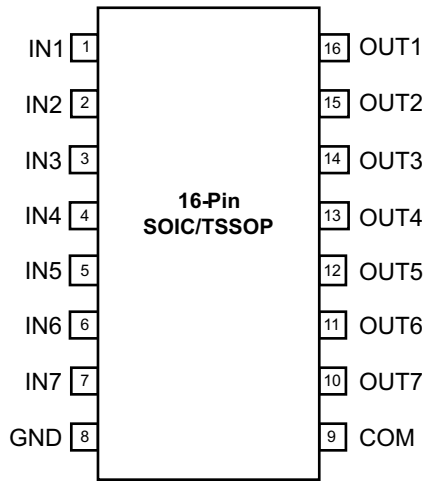 IN1 1 16 OUT1
IN2 2 15 OUT2
IN3 3 14 OUT3
16-Pin
SOIC/TSSOP
IN4 4 13 OUT4
IN5 5 12 OUT5
IN6 6 11 OUT6
IN7 7 10 OUT7
GND 8 9 COM